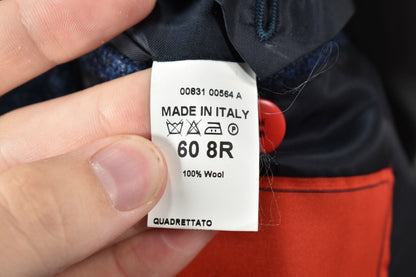 00831 00564 A
MADE IN ITALY
P
60 8R
100% Wool
QUADRETTATO